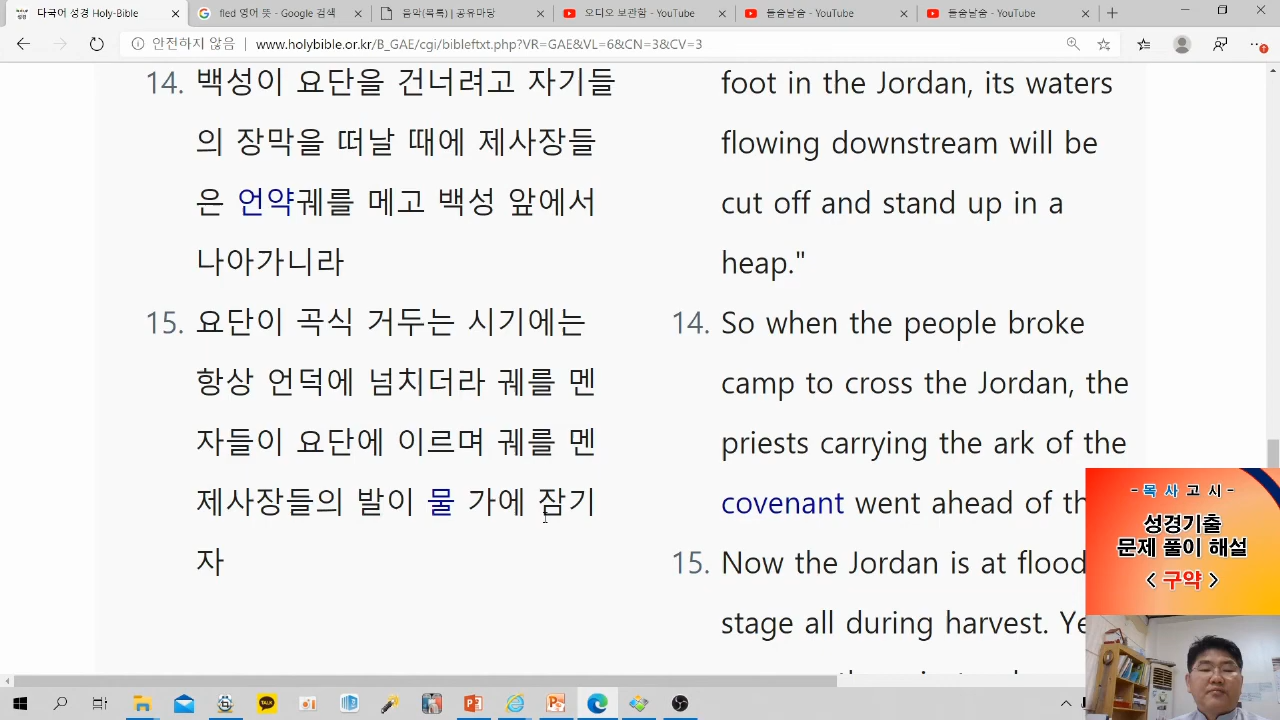 다국어 성경 Holy-Bible
fled 영어 뜻 - Google 검색
음악(목록) | 공유마당
오디오 보관함 - YouTube
돌솜날솜 - YouTube
돌솜날솜 - YouTube
안전하지 않음
www.holybible.or.kr/B_GAE/cgi/bibleftxt.php?VR=GAE&VL=6&CN=3&CV=3
14. 백성이 요단을 건너려고 자기들
의 장막을 떠날 때에 제사장들
은 언약궤를 메고 백성 앞에서
나아가니라
15. 요단이 곡식 거두는 시기에는
항상 언덕에 넘치더라 궤를 멘
자들이 요단에 이르며 궤를 멘
제사장들의 발이 물 가에 잠기
자
foot in the Jordan, its waters
flowing downstream will be
cut off and stand up in a
heap."
14. So when the people broke
camp to cross the Jordan, the
priests carrying the ark of the
covenant went ahead of th
15. Now the Jordan is at flood
stage all during harvest. Ye
- 목 사 고 시 -
성경기출
문제 풀이 해설
< 구약 >
TALK